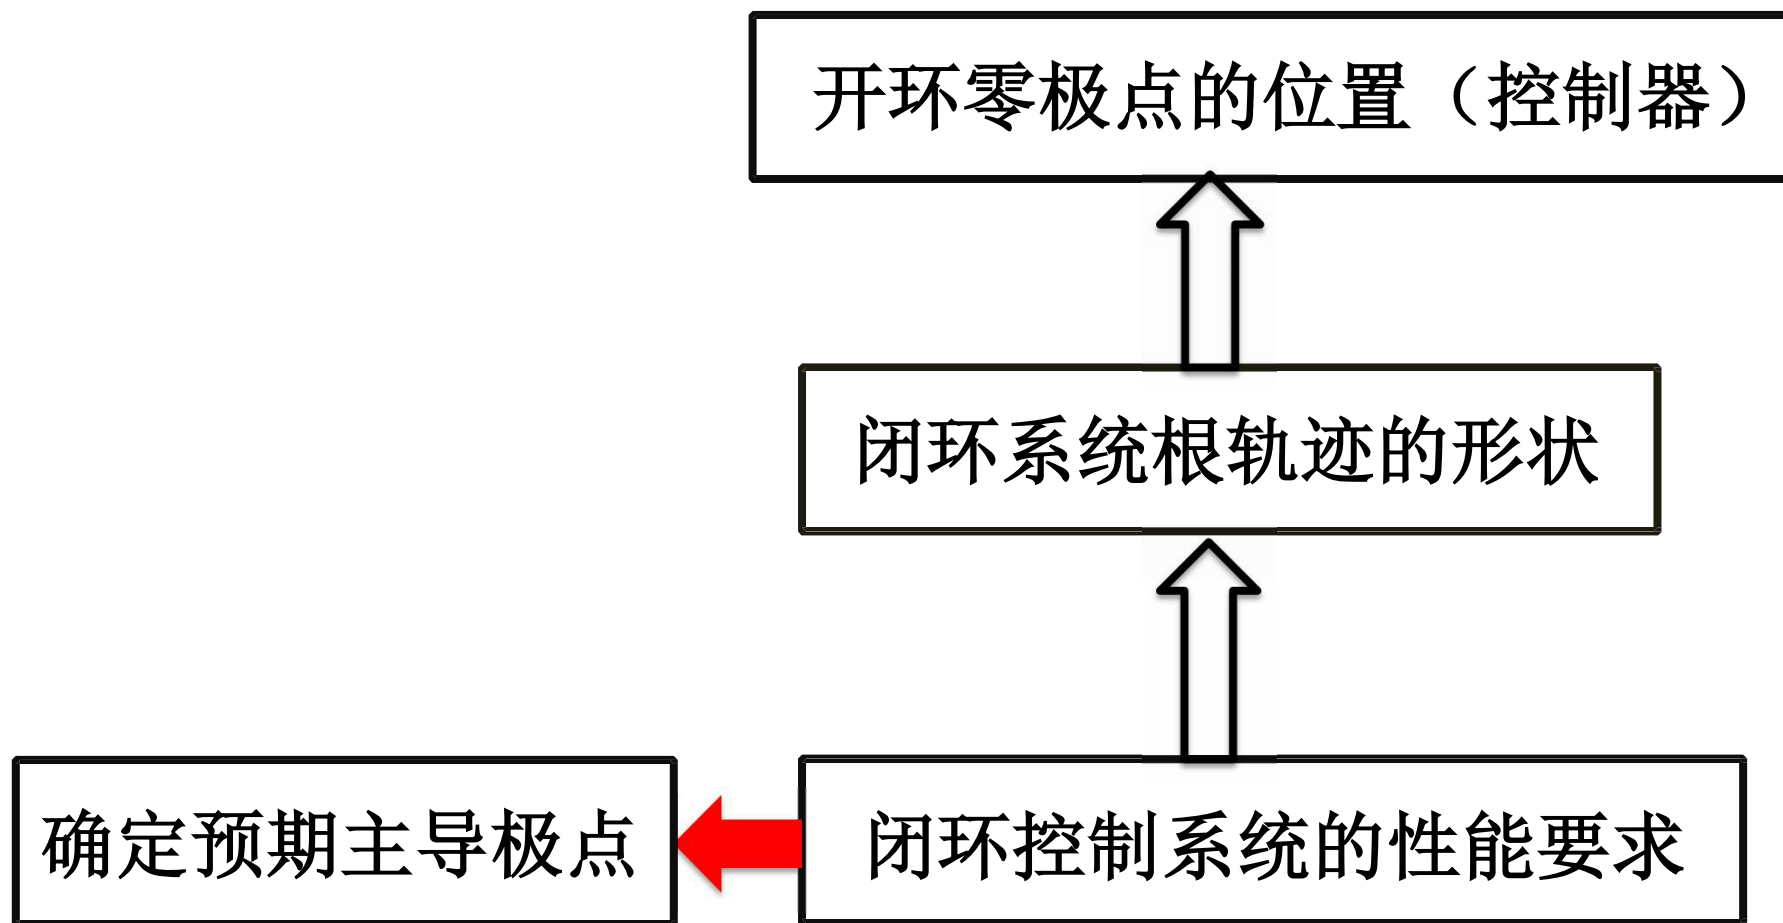 开环零极点的位置（控制器）
闭环系统根轨迹的形状
确定预期主导极点
闭环控制系统的性能要求